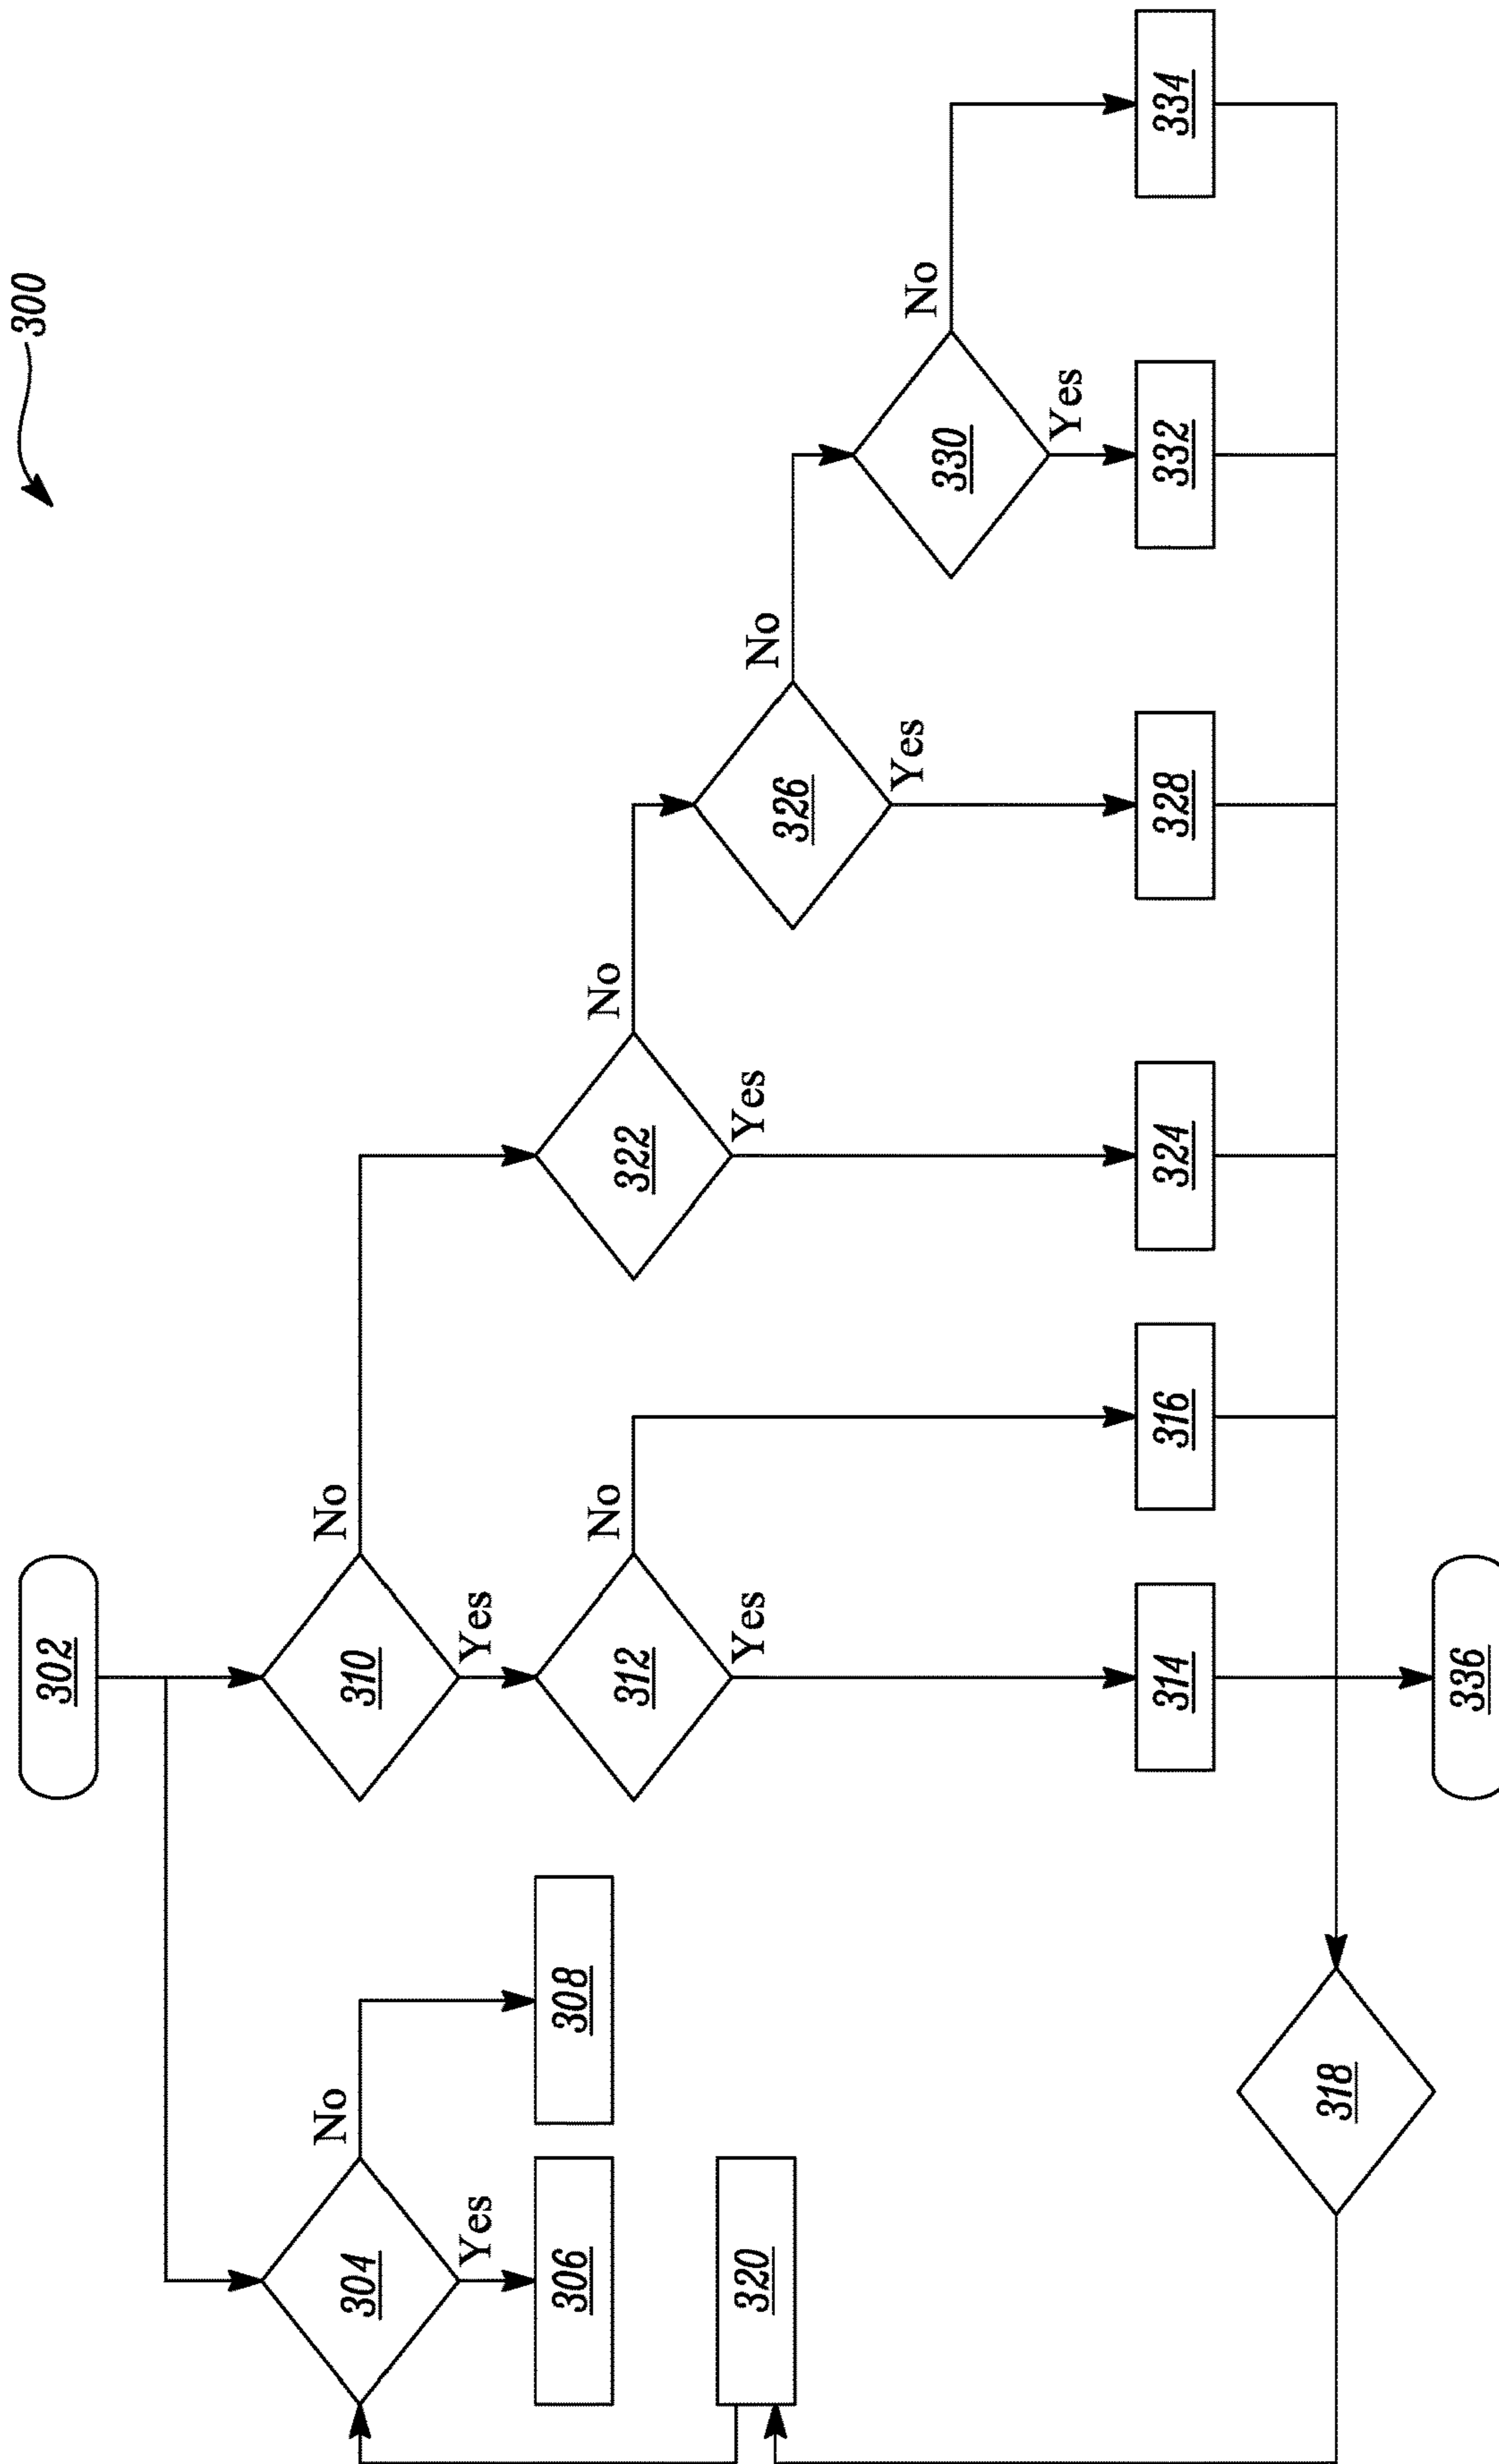 300
302
304
No
Yes
306
308
310
No
Yes
312
No
Yes
314
316
318
320
322
No
Yes
324
326
No
Yes
328
330
No
Yes
332
334
336